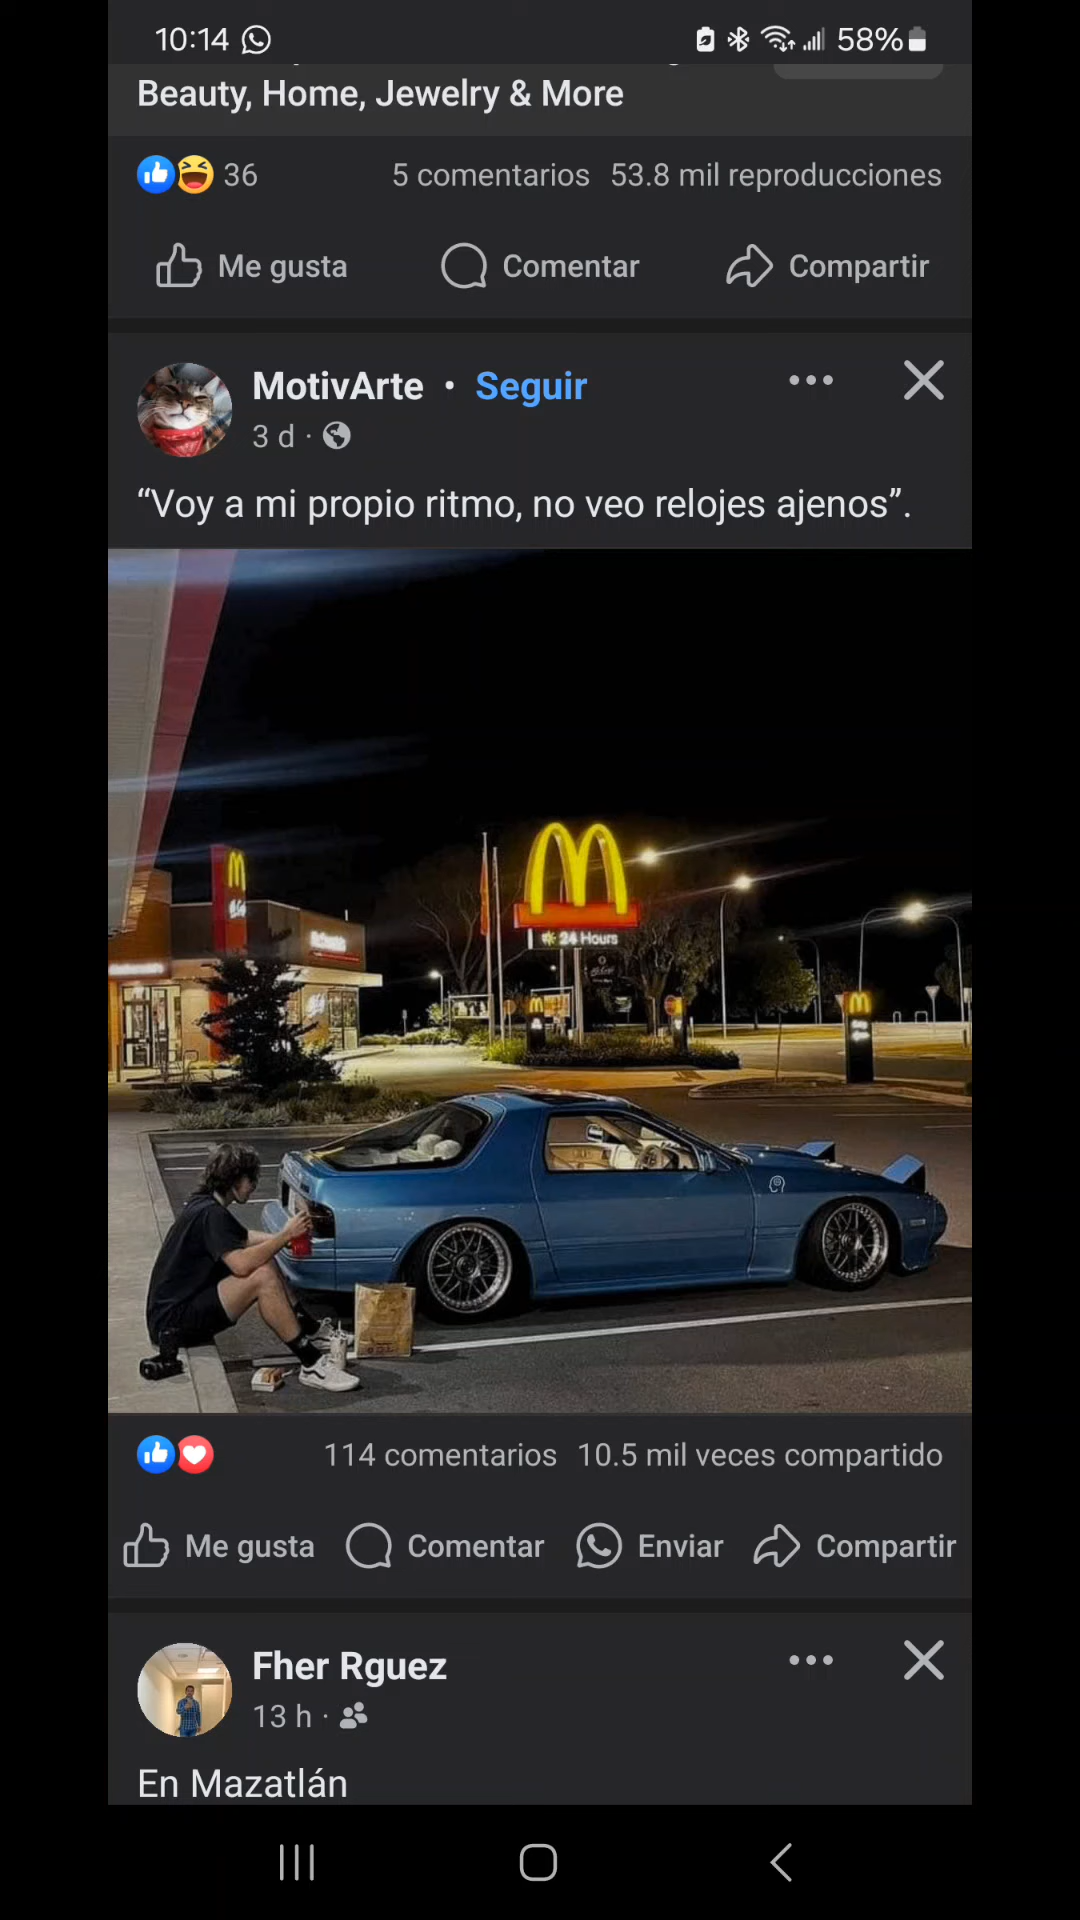 10:14
58%
Beauty, Home, Jewelry & More
36
5 comentarios 53.8 mil reproducciones
Me gusta
Comentar
Compartir
MotivArte • Seguir
3 d ·
“Voy a mi propio ritmo, no veo relojes ajenos”.
24 Hours
114 comentarios 10.5 mil veces compartido
Me gusta
Comentar
Enviar
Compartir
Fher Rguez
13 h ·
En Mazatlán